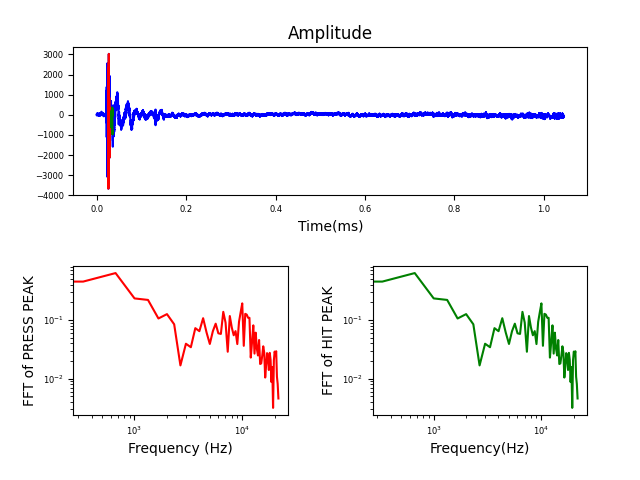 Amplitude
3000
2000
1000
0
−1000
−2000
−3000
−4000
0.0 0.2 0.4 0.6 0.8 1.0
Time(ms)
FFT of PRESS PEAK
10⁻¹
10⁻²
10³ 10⁴
Frequency (Hz)
FFT of HIT PEAK
10⁻¹
10⁻²
10³ 10⁴
Frequency(Hz)